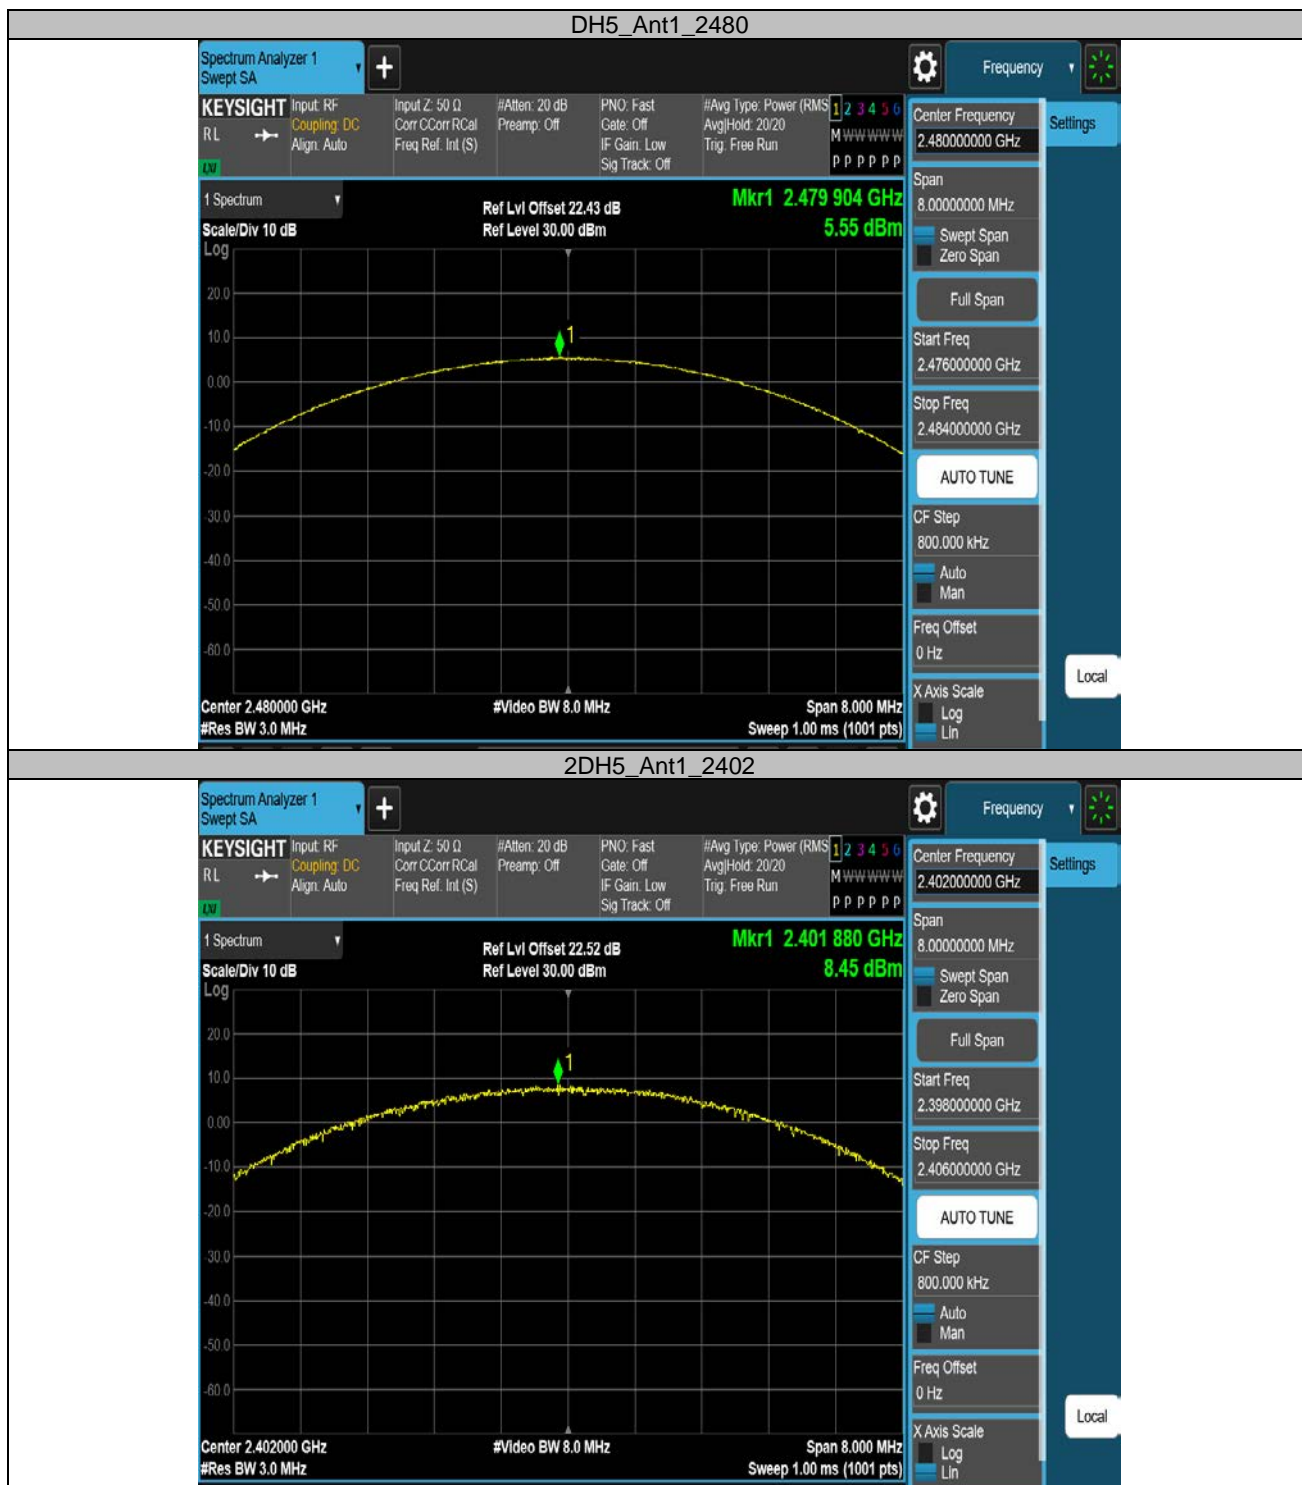 DH5_Ant1_2480
Spectrum Analyzer 1
Swept SA
+
Frequency
KEYSIGHT
RL
LXI
Input: RF
Coupling: DC
Align: Auto
Input Z: 50 Ω
Corr CCorr RCal
Freq Ref: Int (S)
#Atten: 20 dB
Preamp: Off
PNO: Fast
Gate: Off
IF Gain: Low
Sig Track: Off
#Avg Type: Power (RMS
Avg|Hold: 20/20
Trig: Free Run
1 2 3 4 5 6
M W W W W W
P P P P P P
1 Spectrum
Scale/Div 10 dB
Log
Ref Lvl Offset 22.43 dB
Ref Level 30.00 dBm
Mkr1 2.479 904 GHz
5.55 dBm
20.0
10.0
0.00
-10.0
-20.0
-30.0
-40.0
-50.0
-60.0
1
Center 2.480000 GHz
#Res BW 3.0 MHz
#Video BW 8.0 MHz
Span 8.000 MHz
Sweep 1.00 ms (1001 pts)
Center Frequency
2.480000000 GHz
Settings
Span
8.00000000 MHz
Swept Span
Zero Span
Full Span
Start Freq
2.476000000 GHz
Stop Freq
2.484000000 GHz
AUTO TUNE
CF Step
800.000 kHz
Auto
Man
Freq Offset
0 Hz
X Axis Scale
Log
Lin
Local
2DH5_Ant1_2402
Spectrum Analyzer 1
Swept SA
+
Frequency
KEYSIGHT
RL
LXI
Input: RF
Coupling: DC
Align: Auto
Input Z: 50 Ω
Corr CCorr RCal
Freq Ref: Int (S)
#Atten: 20 dB
Preamp: Off
PNO: Fast
Gate: Off
IF Gain: Low
Sig Track: Off
#Avg Type: Power (RMS
Avg|Hold: 20/20
Trig: Free Run
1 2 3 4 5 6
M W W W W W
P P P P P P
1 Spectrum
Scale/Div 10 dB
Log
Ref Lvl Offset 22.52 dB
Ref Level 30.00 dBm
Mkr1 2.401 880 GHz
8.45 dBm
20.0
10.0
0.00
-10.0
-20.0
-30.0
-40.0
-50.0
-60.0
1
Center 2.402000 GHz
#Res BW 3.0 MHz
#Video BW 8.0 MHz
Span 8.000 MHz
Sweep 1.00 ms (1001 pts)
Center Frequency
2.402000000 GHz
Settings
Span
8.00000000 MHz
Swept Span
Zero Span
Full Span
Start Freq
2.398000000 GHz
Stop Freq
2.406000000 GHz
AUTO TUNE
CF Step
800.000 kHz
Auto
Man
Freq Offset
0 Hz
X Axis Scale
Log
Lin
Local